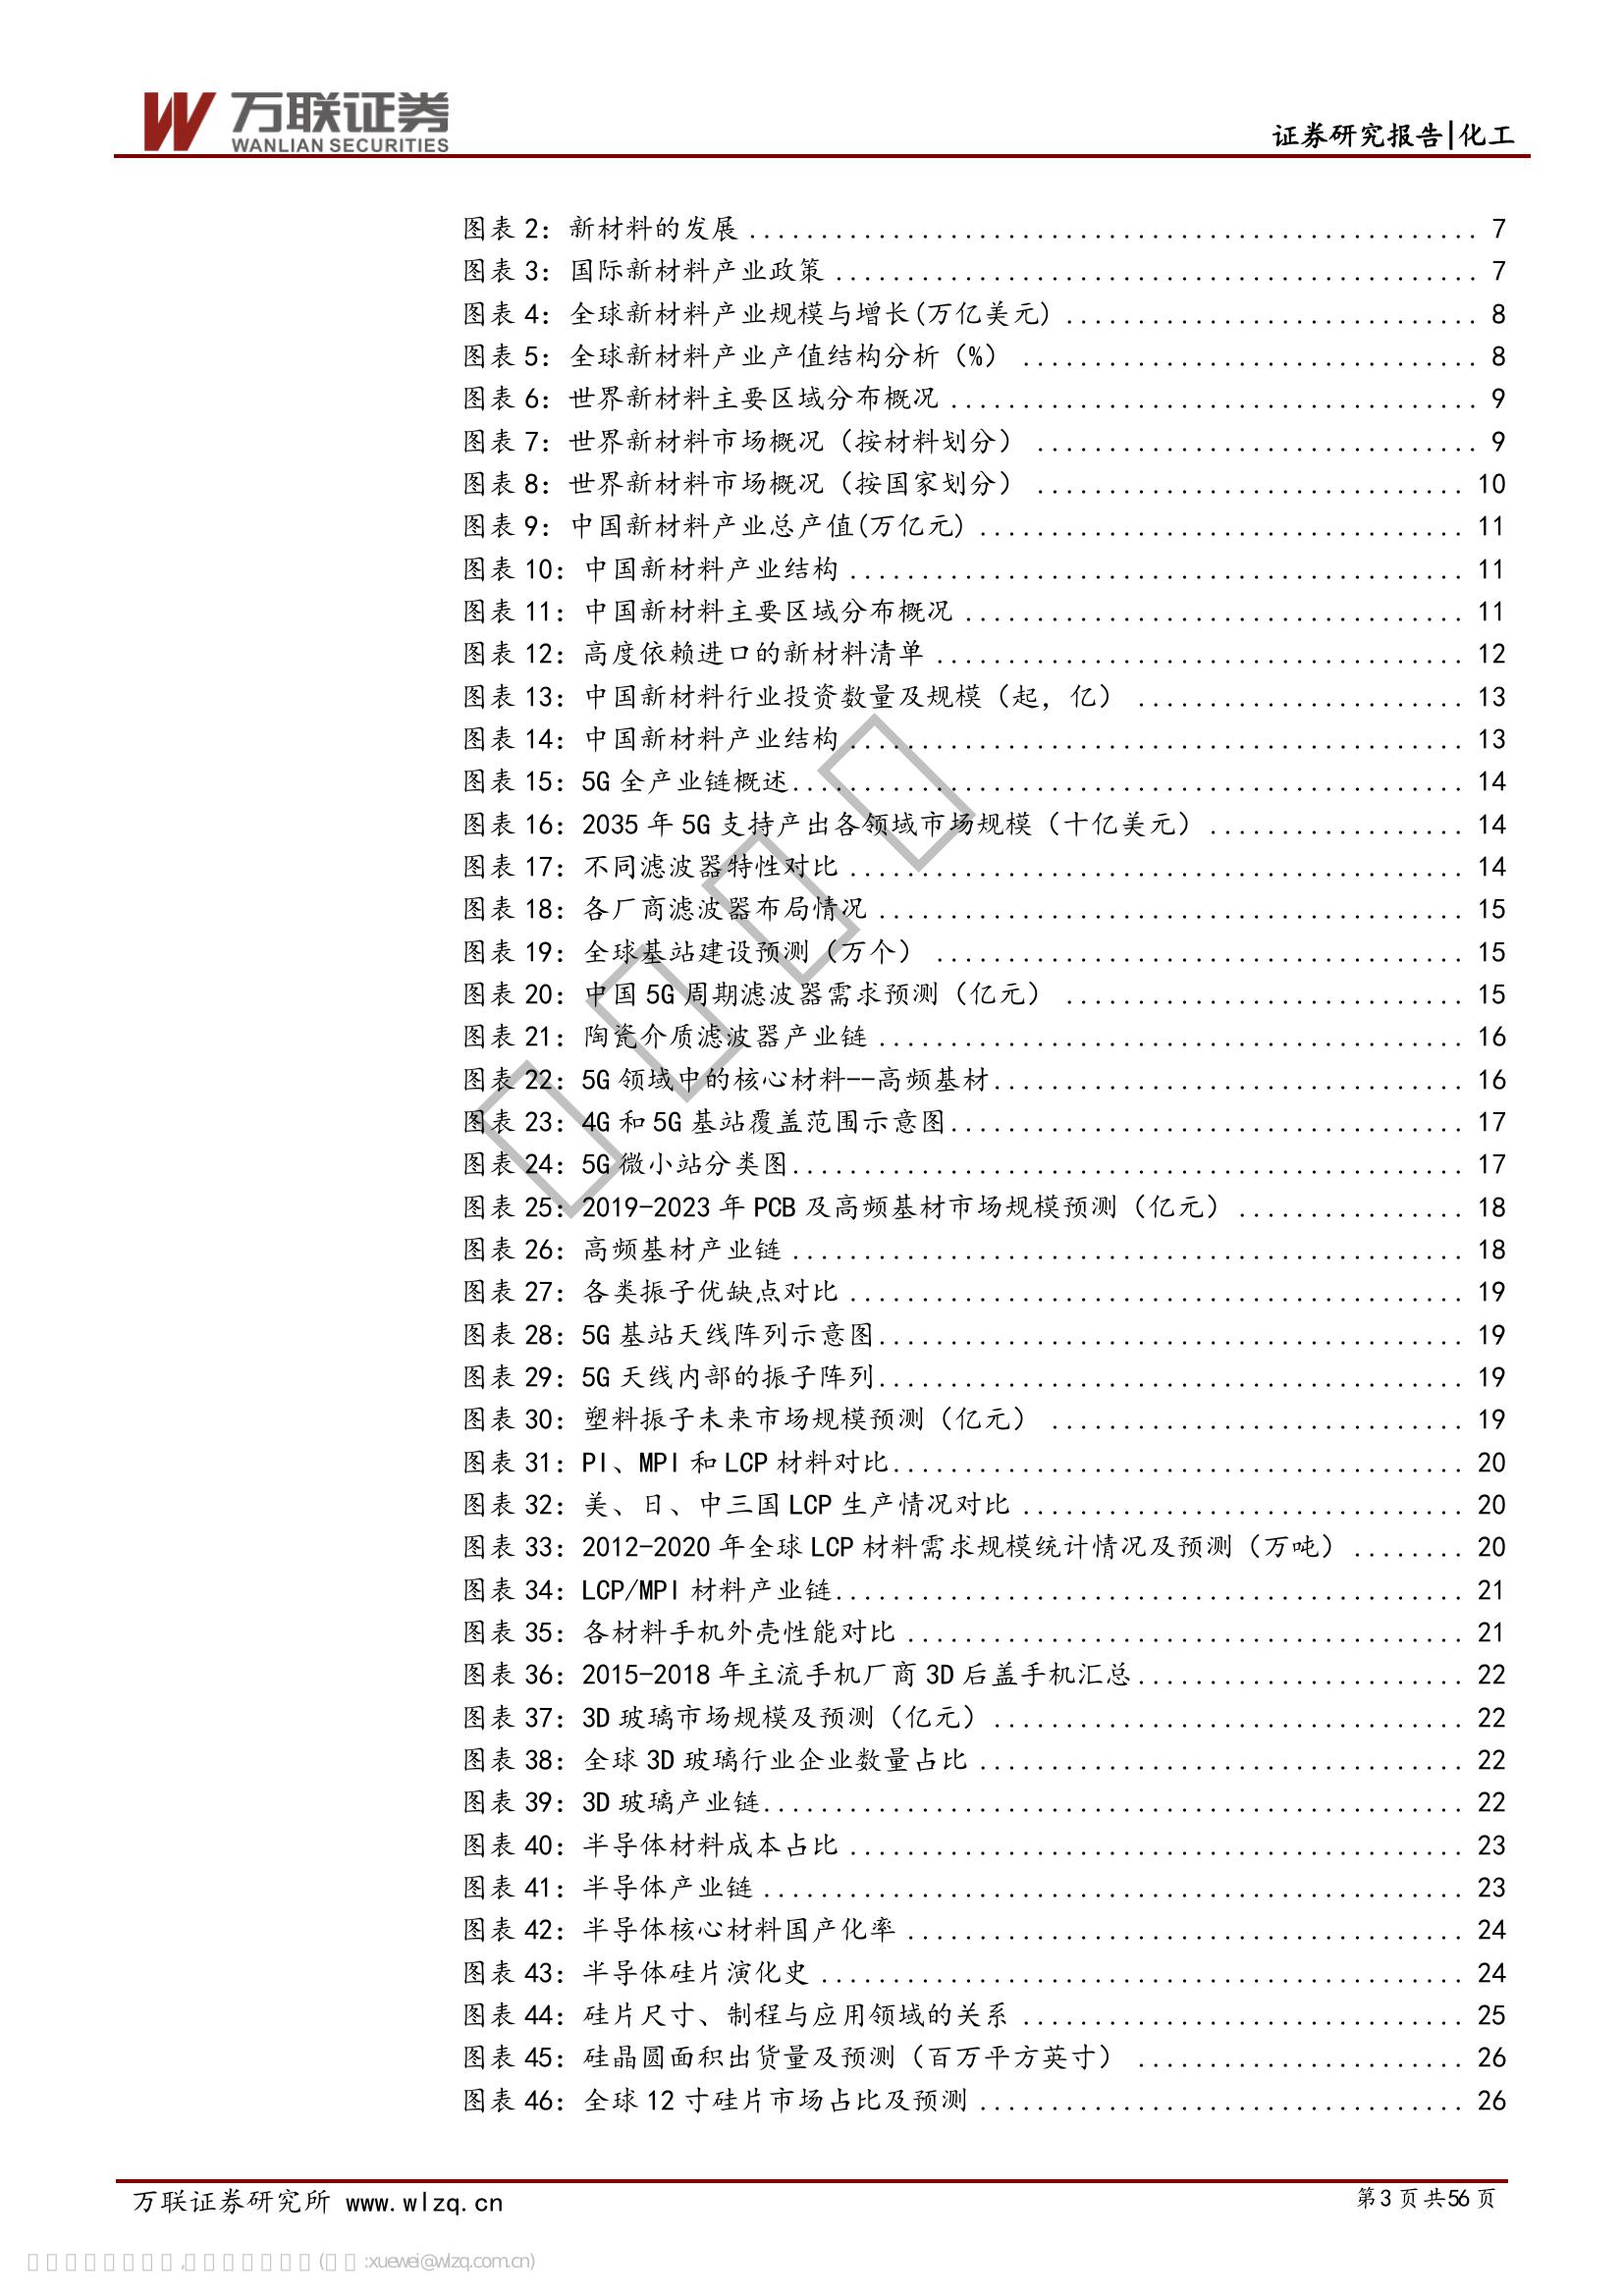 万联证券
WANLIAN SECURITIES
证券研究报告|化工
图表 2：新材料的发展 .................................................. 7
图表 3：国际新材料产业政策 ............................................ 7
图表 4：全球新材料产业规模与增长(万亿美元) ............................ 8
图表 5：全球新材料产业产值结构分析（%） ............................... 8
图表 6：世界新材料主要区域分布概况 .................................... 9
图表 7：世界新材料市场概况（按材料划分） .............................. 9
图表 8：世界新材料市场概况（按国家划分） ............................. 10
图表 9：中国新材料产业总产值(万亿元) ................................. 11
图表 10：中国新材料产业结构 .......................................... 11
图表 11：中国新材料主要区域分布概况 .................................. 11
图表 12：高度依赖进口的新材料清单 .................................... 12
图表 13：中国新材料行业投资数量及规模（起，亿） ...................... 13
图表 14：中国新材料产业结构 .......................................... 13
图表 15：5G 全产业链概述.............................................. 14
图表 16：2035 年 5G 支持产出各领域市场规模（十亿美元） ................. 14
图表 17：不同滤波器特性对比 .......................................... 14
图表 18：各厂商滤波器布局情况 ........................................ 15
图表 19：全球基站建设预测（万个） .................................... 15
图表 20：中国 5G 周期滤波器需求预测（亿元） ........................... 15
图表 21：陶瓷介质滤波器产业链 ........................................ 16
图表 22：5G 领域中的核心材料--高频基材................................ 16
图表 23：4G 和 5G 基站覆盖范围示意图................................... 17
图表 24：5G 微小站分类图.............................................. 17
图表 25：2019-2023 年 PCB 及高频基材市场规模预测（亿元） ............... 18
图表 26：高频基材产业链 .............................................. 18
图表 27：各类振子优缺点对比 .......................................... 19
图表 28：5G 基站天线阵列示意图........................................ 19
图表 29：5G 天线内部的振子阵列........................................ 19
图表 30：塑料振子未来市场规模预测（亿元） ............................ 19
图表 31：PI、MPI 和 LCP 材料对比....................................... 20
图表 32：美、日、中三国 LCP 生产情况对比 .............................. 20
图表 33：2012-2020 年全球 LCP 材料需求规模统计情况及预测（万吨） ....... 20
图表 34：LCP/MPI 材料产业链........................................... 21
图表 35：各材料手机外壳性能对比 ...................................... 21
图表 36：2015-2018 年主流手机厂商 3D 后盖手机汇总...................... 22
图表 37：3D 玻璃市场规模及预测（亿元） ................................ 22
图表 38：全球 3D 玻璃行业企业数量占比 ................................. 22
图表 39：3D 玻璃产业链................................................ 22
图表 40：半导体材料成本占比 .......................................... 23
图表 41：半导体产业链 ................................................ 23
图表 42：半导体核心材料国产化率 ...................................... 24
图表 43：半导体硅片演化史 ............................................ 24
图表 44：硅片尺寸、制程与应用领域的关系 .............................. 25
图表 45：硅晶圆面积出货量及预测（百万平方英寸） ...................... 26
图表 46：全球 12 寸硅片市场占比及预测 ................................. 26
万联证券研究所 www.wlzq.cn
第 3 页 共 56 页
:xuewei@wlzq.com.cn)